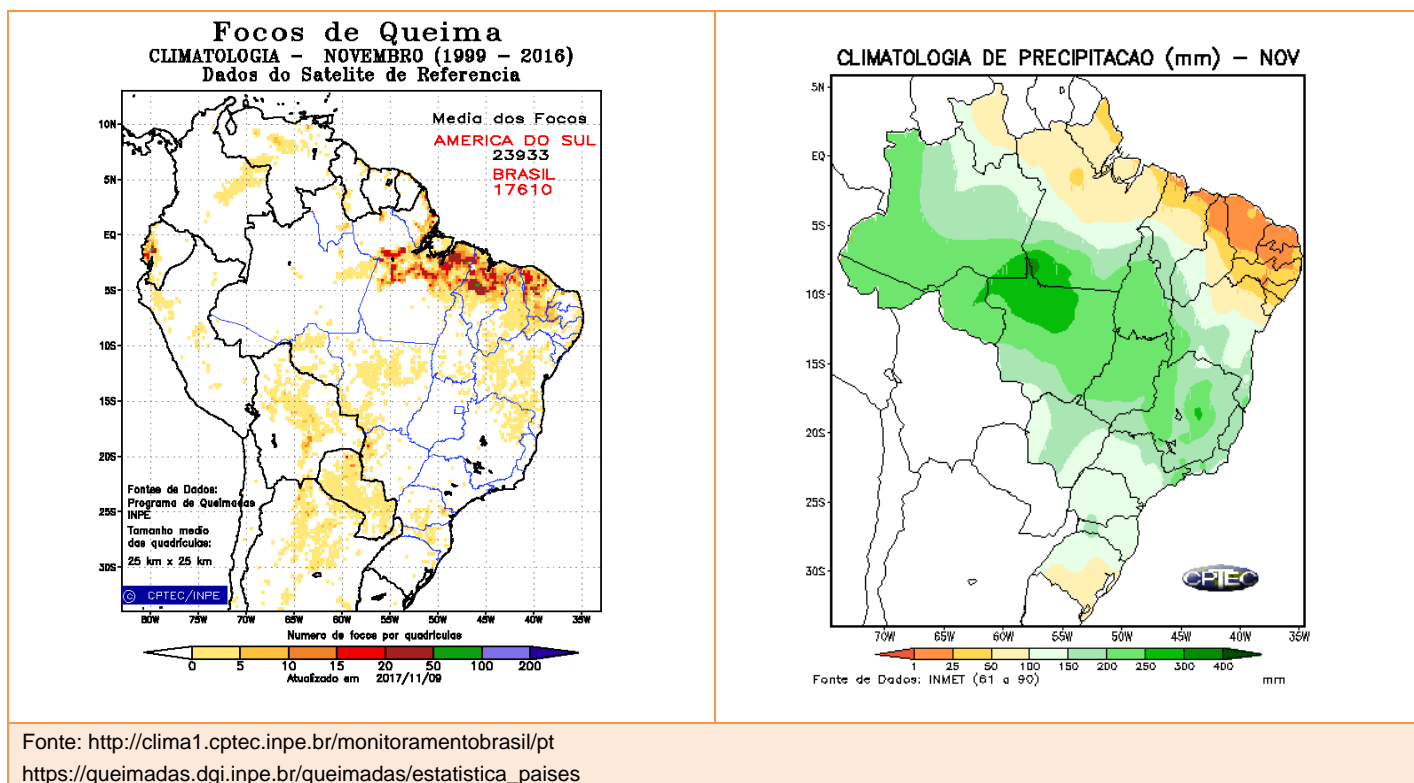 Focos de Queima
CLIMATOLOGIA - NOVEMBRO (1999 - 2016)
Dados do Satelite de Referencia
Media dos Focos
AMERICA DO SUL
23933
BRASIL
17610
10N
5N
EQ
5S
10S
15S
20S
25S
30S
Fontes de Dados:
Programa de Queimadas
INPE
Tamanho medio
das quadrículas:
25 km x 25 km
© CPTEC/INPE
80W 75W 70W 65W 60W 55W 50W 45W 40W 35W
Numero de focos por quadrículas
0 5 10 15 20 50 100 200
Atualizado em 2017/11/09
CLIMATOLOGIA DE PRECIPITACAO (mm) - NOV
5N
EQ
5S
10S
15S
20S
25S
30S
CPTEC
70W 65W 60W 55W 50W 45W 40W 35W
1 25 50 100 150 200 250 300 400
Fonte de Dados: INMET (61 a 90) mm
Fonte: http://clima1.cptec.inpe.br/monitoramentobrasil/pt
https://queimadas.dgi.inpe.br/queimadas/estatistica_paises